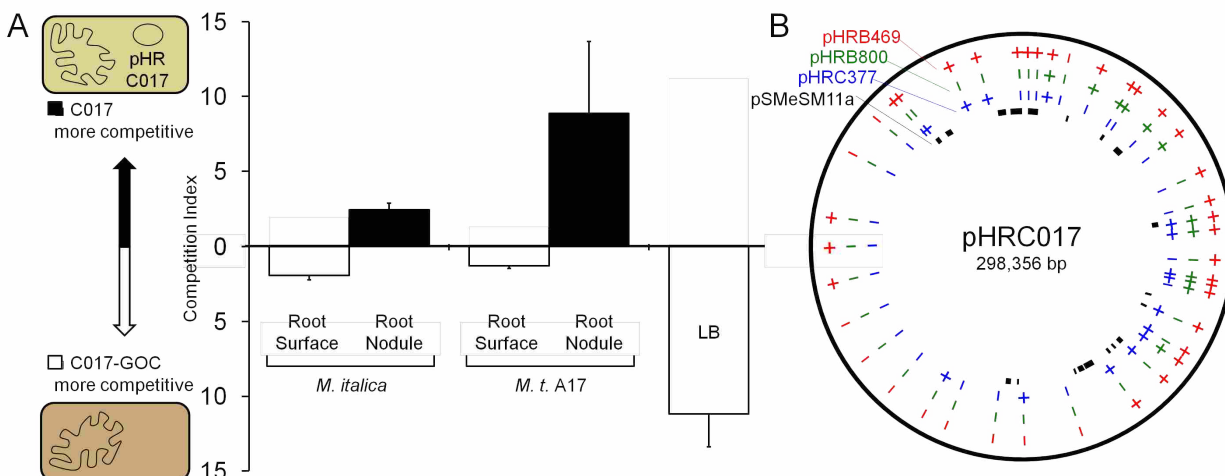 A
pHR
C017
C017
more competitive
C017-GOC
more competitive
Competition Index
15
10
5
0
5
10
15
Root
Surface
Root
Nodule
M. italica
Root
Surface
Root
Nodule
M. t. A17
LB
B
pHRB469
pHRB800
pHRC377
pSMeSM11a
pHRC017
298,356 bp